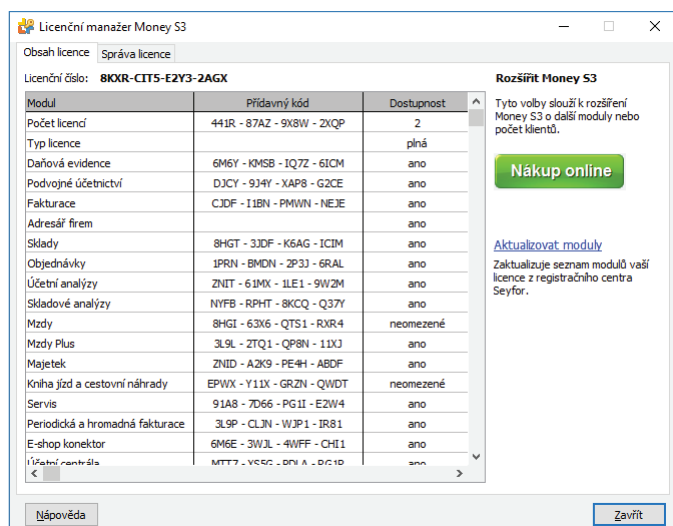 Licenční manažer Money S3
Obsah licence Správa licence
Licenční číslo: 8KXR-CIT5-E2Y3-2AGX
Modul Přídavný kód Dostupnost
Počet licencí 441R - 87AZ - 9X8W - 2XQP 2
Typ licence plná
Daňová evidence 6M6Y - KMSB - IQ7Z - 6ICM ano
Podvojné účetnictví DJCY - 9J4Y - XAP8 - G2CE ano
Fakturace CJDF - I1BN - PMWN - NEJE ano
Adresář firem ano
Sklady 8HGT - 3JDF - K6AG - ICIM ano
Objednávky 1PRN - BMDN - 2P3J - 6RAL ano
Účetní analýzy ZNIT - 61MX - 1LE1 - 9W2M ano
Skladové analýzy NYFB - RPHT - 8KCQ - Q37Y ano
Mzdy 8HGI - 63X6 - QTS1 - RXR4 neomezené
Mzdy Plus 3L9L - 2TQ1 - QP8N - 11XJ ano
Majetek ZNID - A2K9 - PE4H - ABDF ano
Kniha jízd a cestovní náhrady EPWX - Y11X - GRZN - QWDT neomezené
Servis 91A8 - 7D66 - PG1I - E2W4 ano
Periodická a hromadná fakturace 3L9P - CLJN - WJP1 - IR81 ano
E-shop konektor 6M6E - 3WJL - 4WFF - CHI1 ano
Účetní centrála ano
Rozšířit Money S3
Tyto volby slouží k rozšíření
Money S3 o další moduly nebo
počet klientů.
Nákup online
Aktualizovat moduly
Zaktualizuje seznam modulů vaší
licence z registračního centra
Seyfor.
Nápověda Zavřít